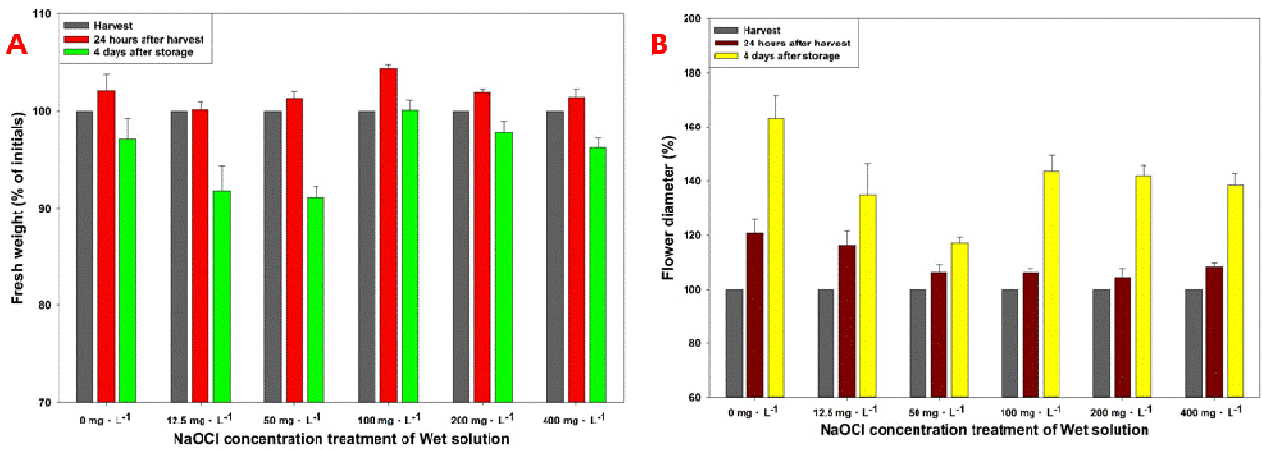 A
110
100
90
80
70
Fresh weight (% of initials)
Harvest
24 hours after harvest
4 days after storage
0 mg · L-1
12.5 mg · L-1
50 mg · L-1
100 mg · L-1
200 mg · L-1
400 mg · L-1
NaOCl concentration treatment of Wet solution
B
200
180
160
140
120
100
80
60
Flower diameter (%)
Harvest
24 hours after harvest
4 days after storage
0 mg · L-1
12.5 mg · L-1
50 mg · L-1
100 mg · L-1
200 mg · L-1
400 mg · L-1
NaOCl concentration treatment of Wet solution